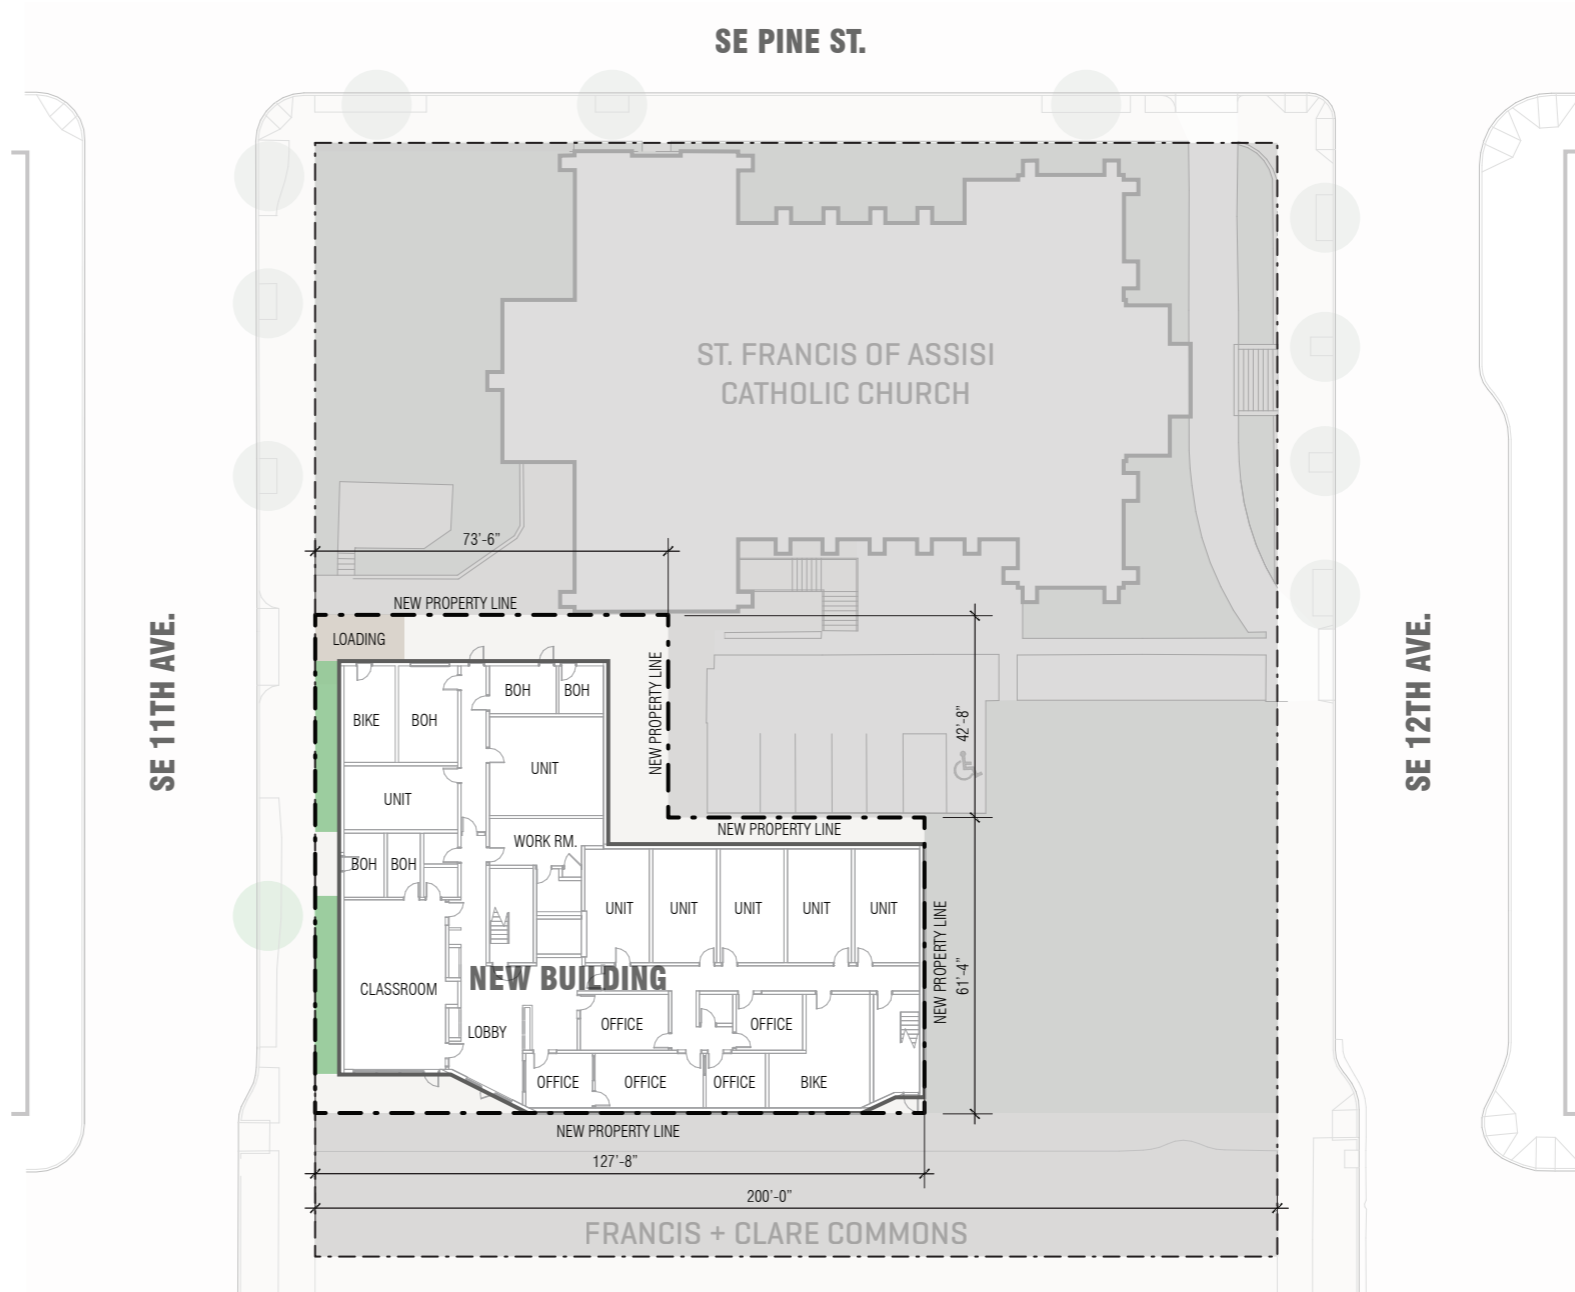 SE PINE ST.
ST. FRANCIS OF ASSISI
CATHOLIC CHURCH
73'-6"
NEW PROPERTY LINE
LOADING
SE 11TH AVE.
SE 12TH AVE.
NEW PROPERTY LINE
42'-8"
BIKE
BOH
BOH
BOH
UNIT
UNIT
WORK RM.
NEW PROPERTY LINE
BOH
BOH
UNIT
UNIT
UNIT
UNIT
UNIT
NEW PROPERTY LINE
61'-4"
CLASSROOM
NEW BUILDING
LOBBY
OFFICE
OFFICE
OFFICE
OFFICE
OFFICE
BIKE
NEW PROPERTY LINE
127'-8"
200'-0"
FRANCIS + CLARE COMMONS